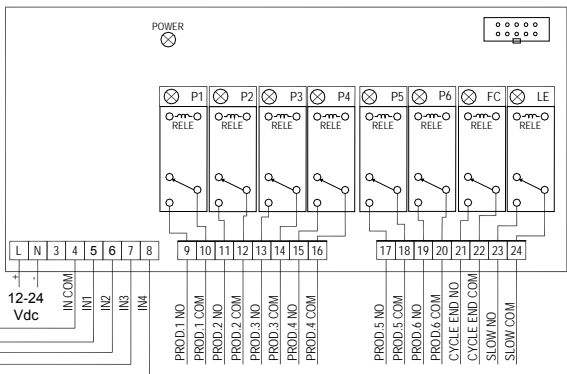 POWER
P1 P2 P3 P4 P5 P6 FC LE
RELE RELE RELE RELE RELE RELE RELE RELE
L N 3 4 5 6 7 8 9 10 11 12 13 14 15 16 17 18 19 20 21 22 23 24
+ -
12-24
Vdc
IN COM
IN1
IN2
IN3
IN4
PROD.1 NO
PROD.1 COM
PROD.2 NO
PROD.2 COM
PROD.3 NO
PROD.3 COM
PROD.4 NO
PROD.4 COM
PROD.5 NO
PROD.5 COM
PROD.6 NO
PROD.6 COM
CYCLE END NO
CYCLE END COM
SLOW NO
SLOW COM